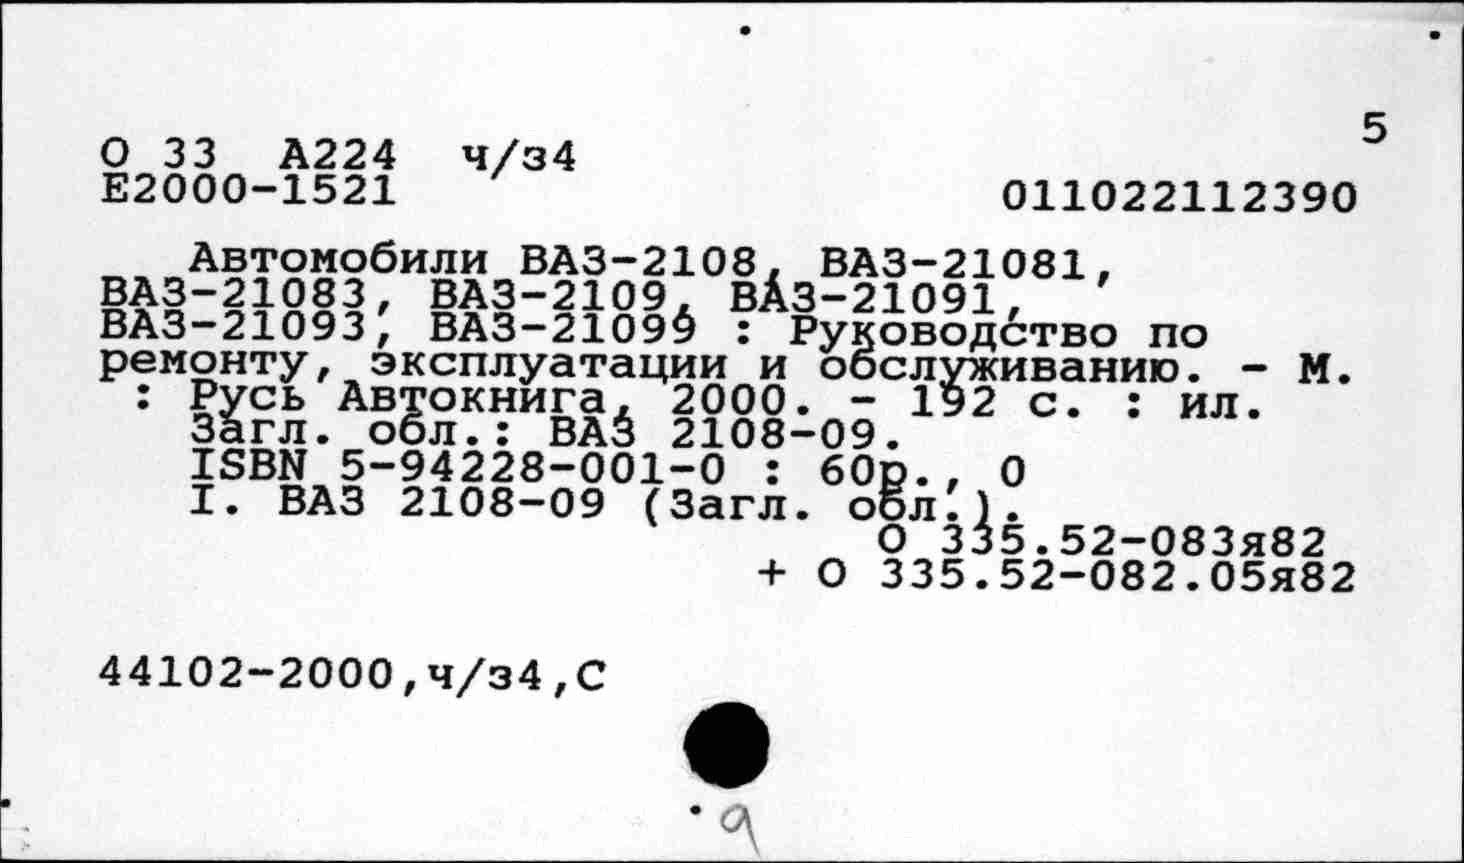 5
О 33 А224 ч/з4
Е2000-1521
011022112390
Автомобили ВАЗ-2108, ВАЗ-21081,
ВАЗ-21083, ВАЗ-2109, ВАЗ-21091,
ВАЗ-21093, ВАЗ-21099 : Руководство по
ремонту, эксплуатации и обслуживанию. - М.
: Русь Автокнига, 2000. - 192 с. : ил.
Загл. обл.: ВАЗ 2108-09.
ISBN 5-94228-001-0 : 60р., 0
I. ВАЗ 2108-09 (Загл. обл.).
О 335.52-083я82
+ О 335.52-082.05я82
44102-2000,ч/з4,С